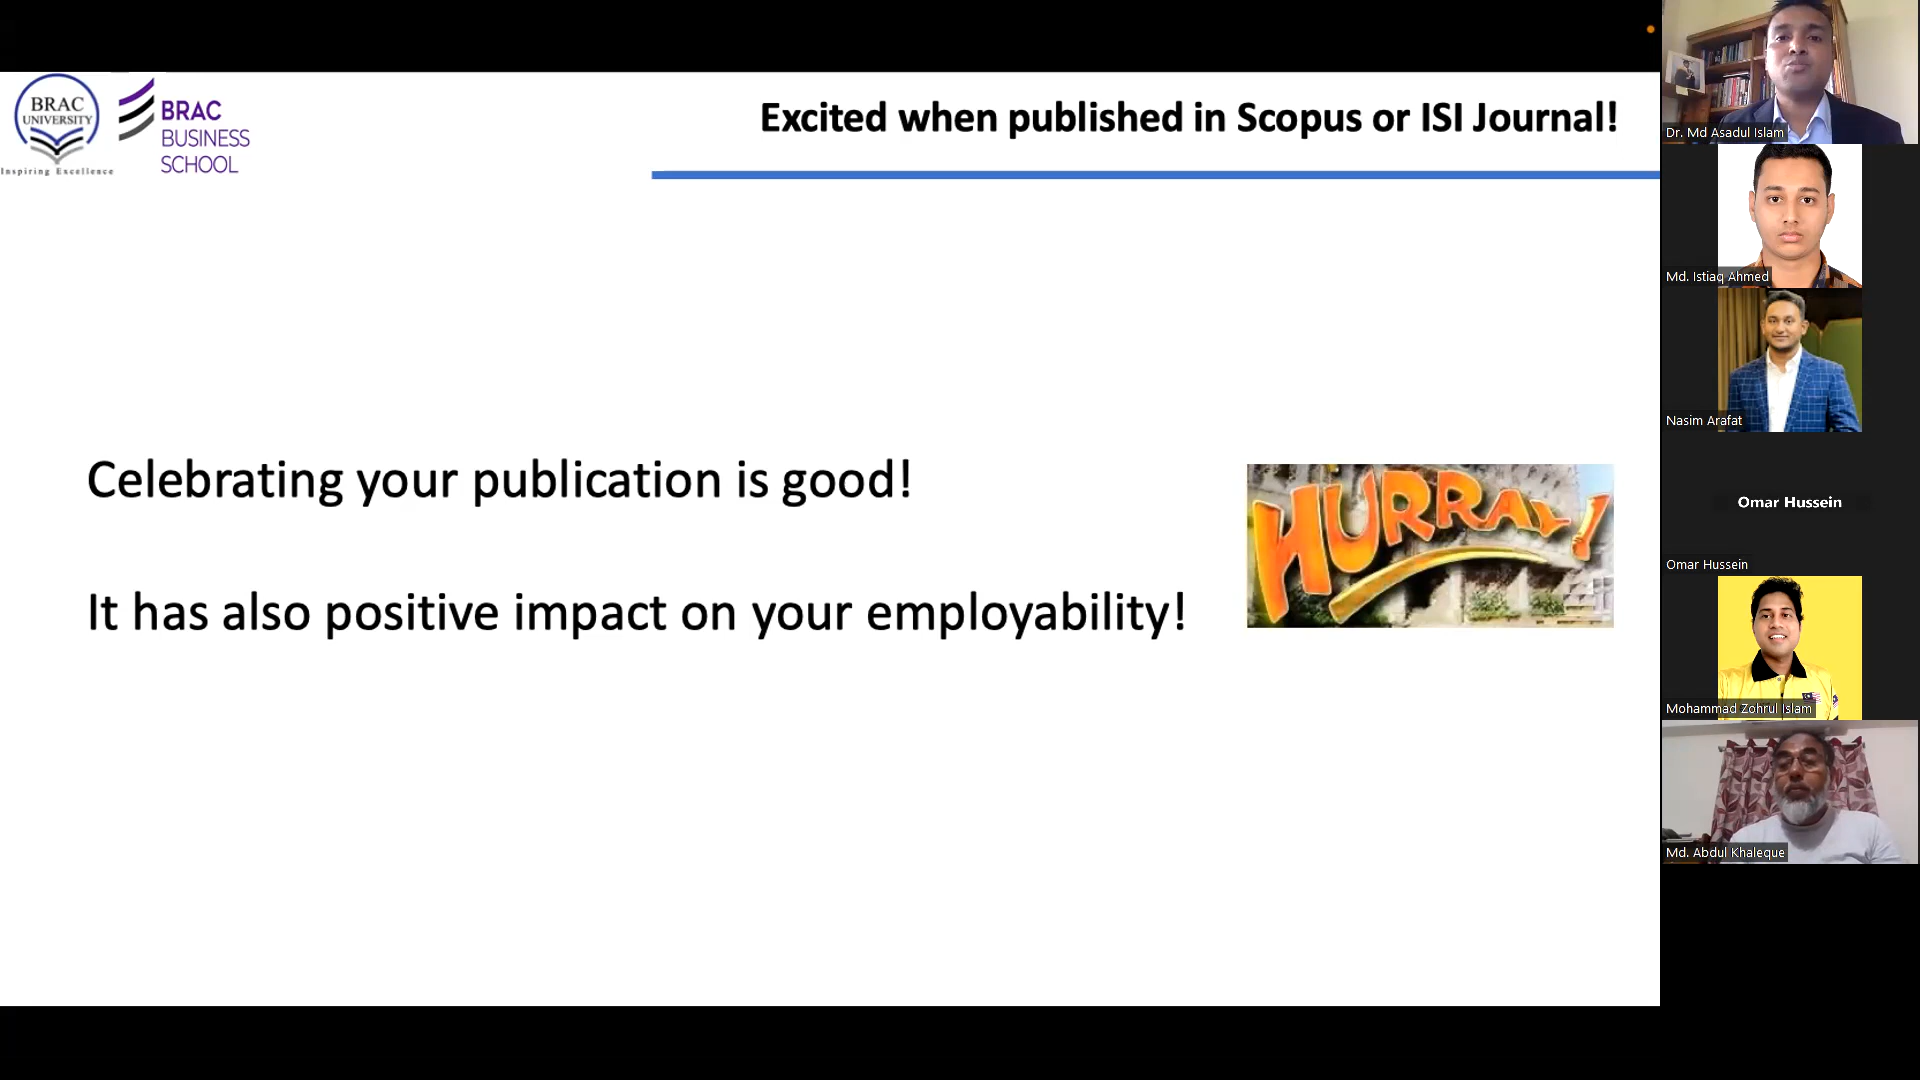 BRAC
UNIVERSITY
Inspiring Excellence
BRAC
BUSINESS
SCHOOL
Excited when published in Scopus or ISI Journal!
Celebrating your publication is good!
It has also positive impact on your employability!
HURRAY!
Dr. Md Asadul Islam
Md. Istiaq Ahmed
Nasim Arafat
Omar Hussein
Omar Hussein
Mohammad Zohrul Islam
Md. Abdul Khaleque